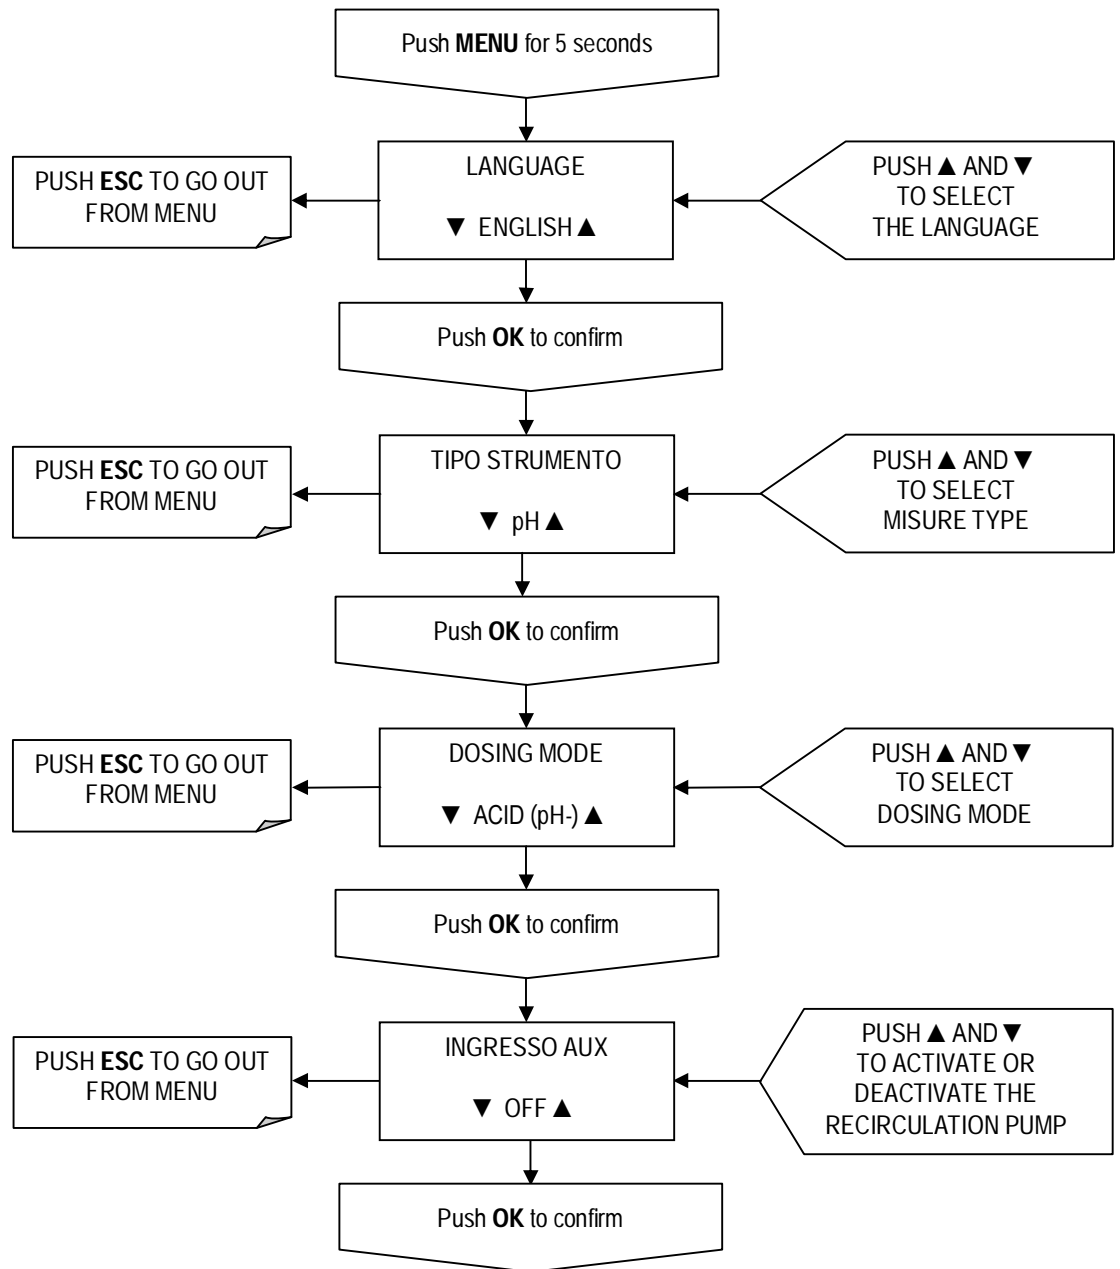 Push MENU for 5 seconds
PUSH ESC TO GO OUT
FROM MENU
LANGUAGE
▼ ENGLISH ▲
PUSH ▲ AND ▼
TO SELECT
THE LANGUAGE
Push OK to confirm
PUSH ESC TO GO OUT
FROM MENU
TIPO STRUMENTO
▼ pH ▲
PUSH ▲ AND ▼
TO SELECT
MISURE TYPE
Push OK to confirm
PUSH ESC TO GO OUT
FROM MENU
DOSING MODE
▼ ACID (pH-) ▲
PUSH ▲ AND ▼
TO SELECT
DOSING MODE
Push OK to confirm
PUSH ESC TO GO OUT
FROM MENU
INGRESSO AUX
▼ OFF ▲
PUSH ▲ AND ▼
TO ACTIVATE OR
DEACTIVATE THE
RECIRCULATION PUMP
Push OK to confirm